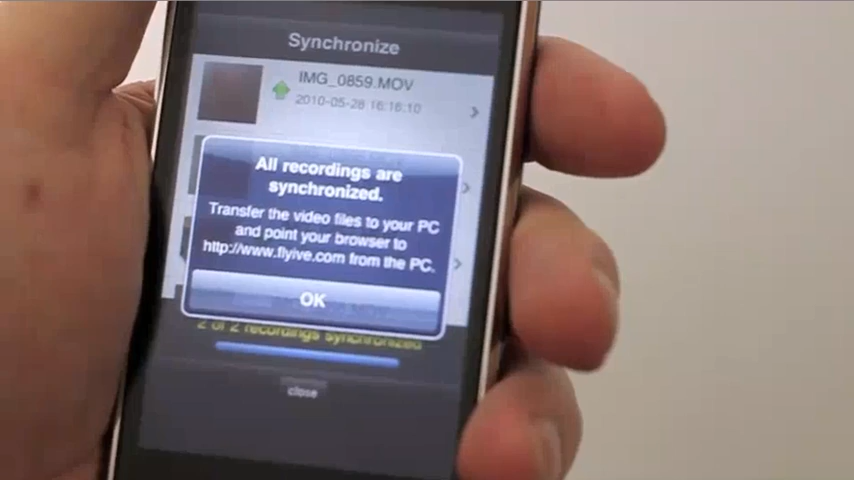 Synchronize
IMG_0859.MOV
2010-05-28 16:16:10
All recordings are
synchronized.
Transfer the video files to your PC
and point your browser to
http://www.flyive.com from the PC.
OK
2 of 2 recordings synchronized
close